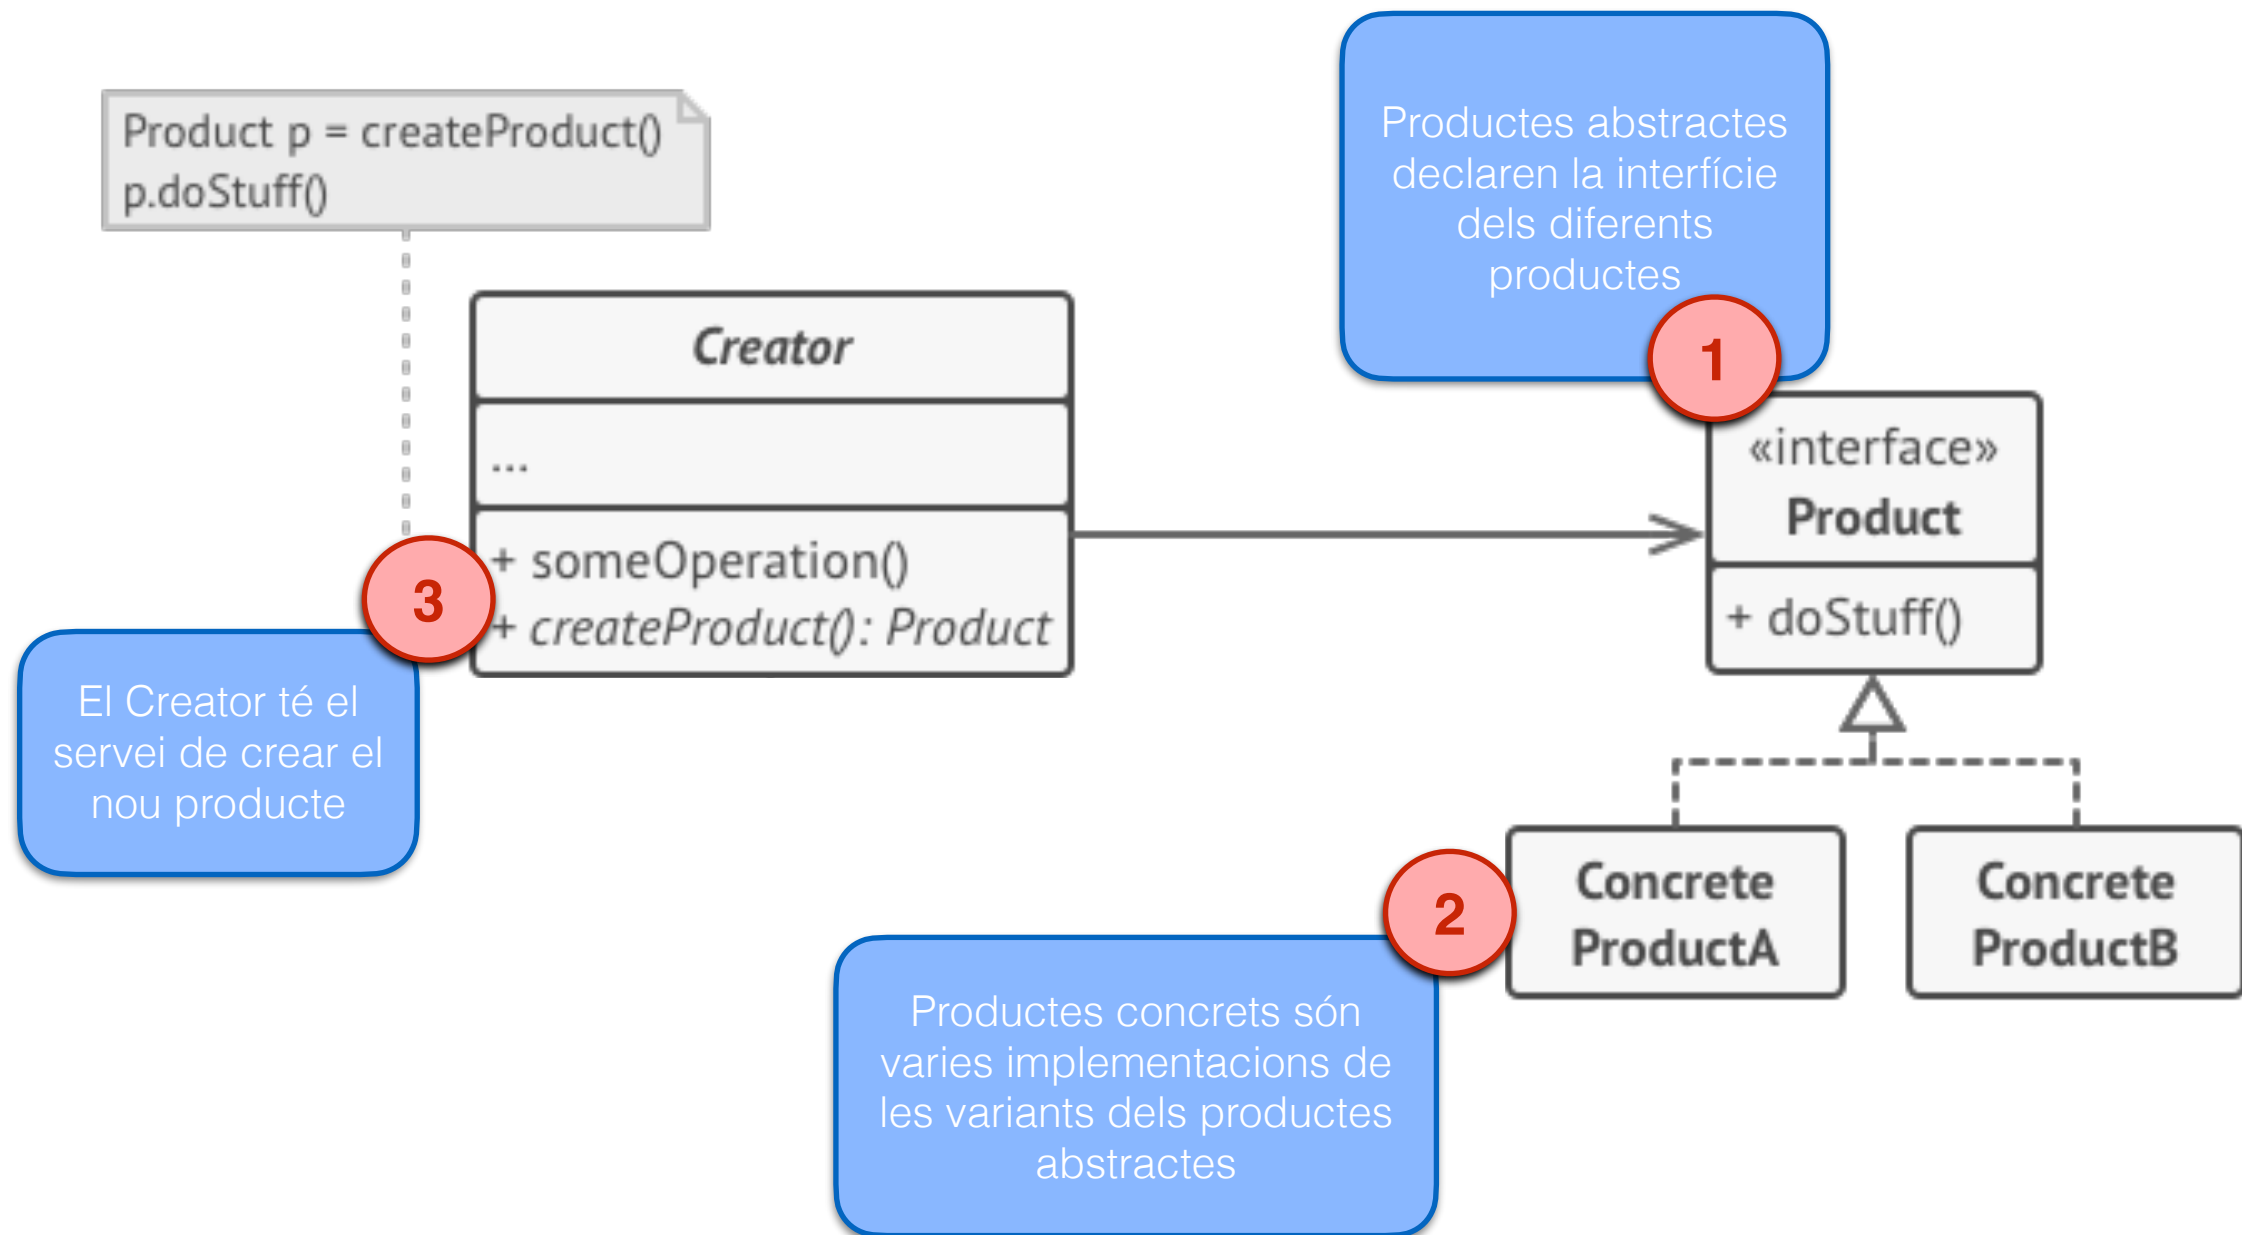 Product p = createProduct()
p.doStuff()
Productes abstractes
declaren la interfície
dels diferents
productes
1
Creator
...
+ someOperation()
+ createProduct(): Product
3
El Creator té el
servei de crear el
nou producte
«interface»
Product
+ doStuff()
Concrete
ProductA
Concrete
ProductB
2
Productes concrets són
varies implementacions de
les variants dels productes
abstractes